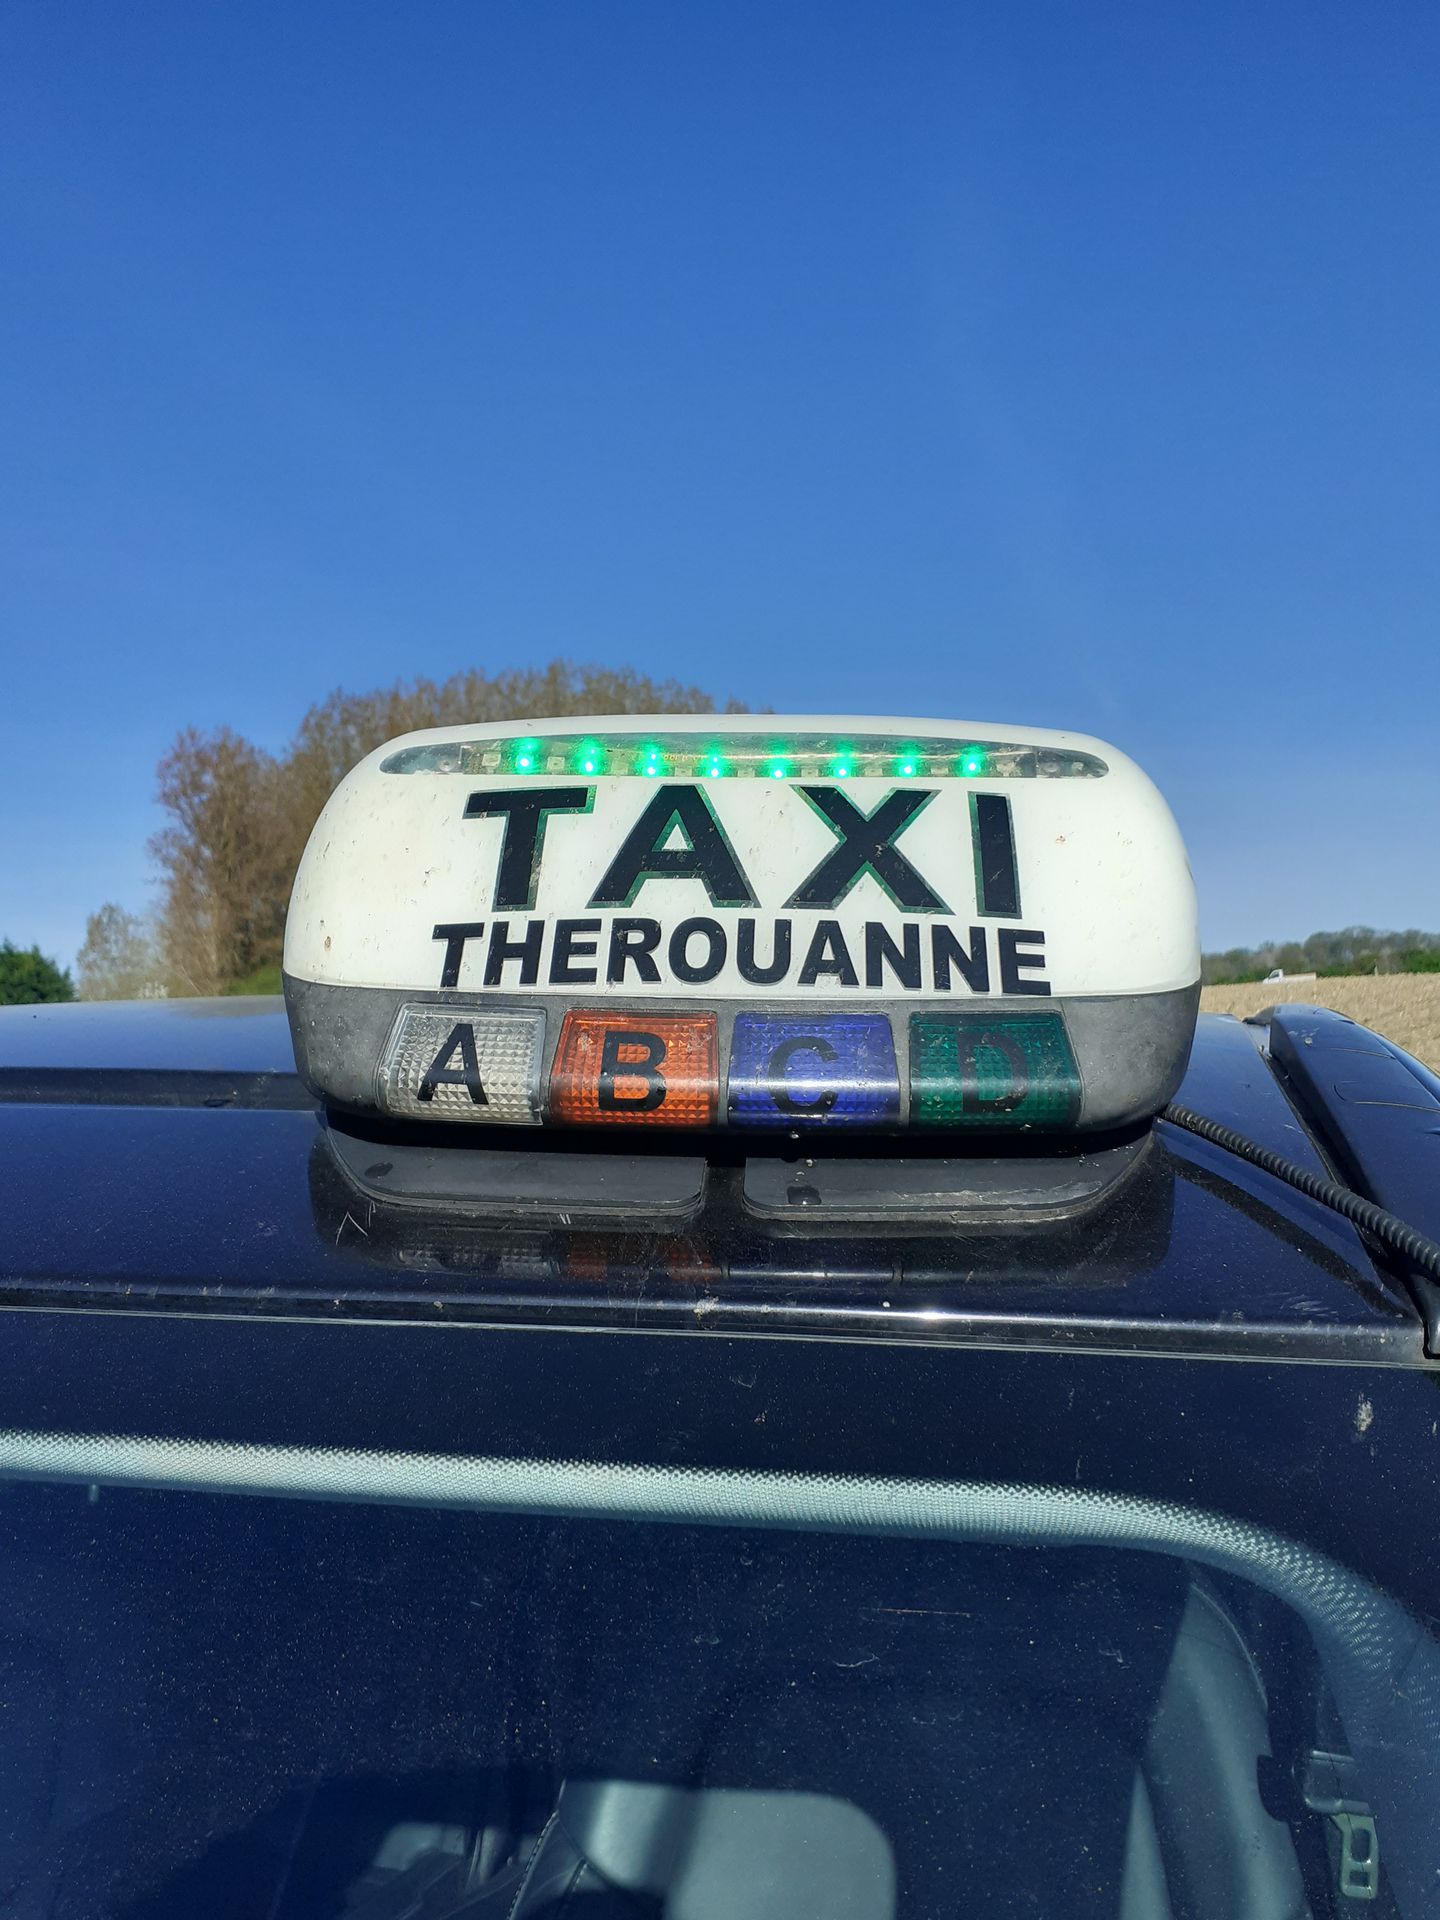 TAXI
THEROUANNE
A B C D